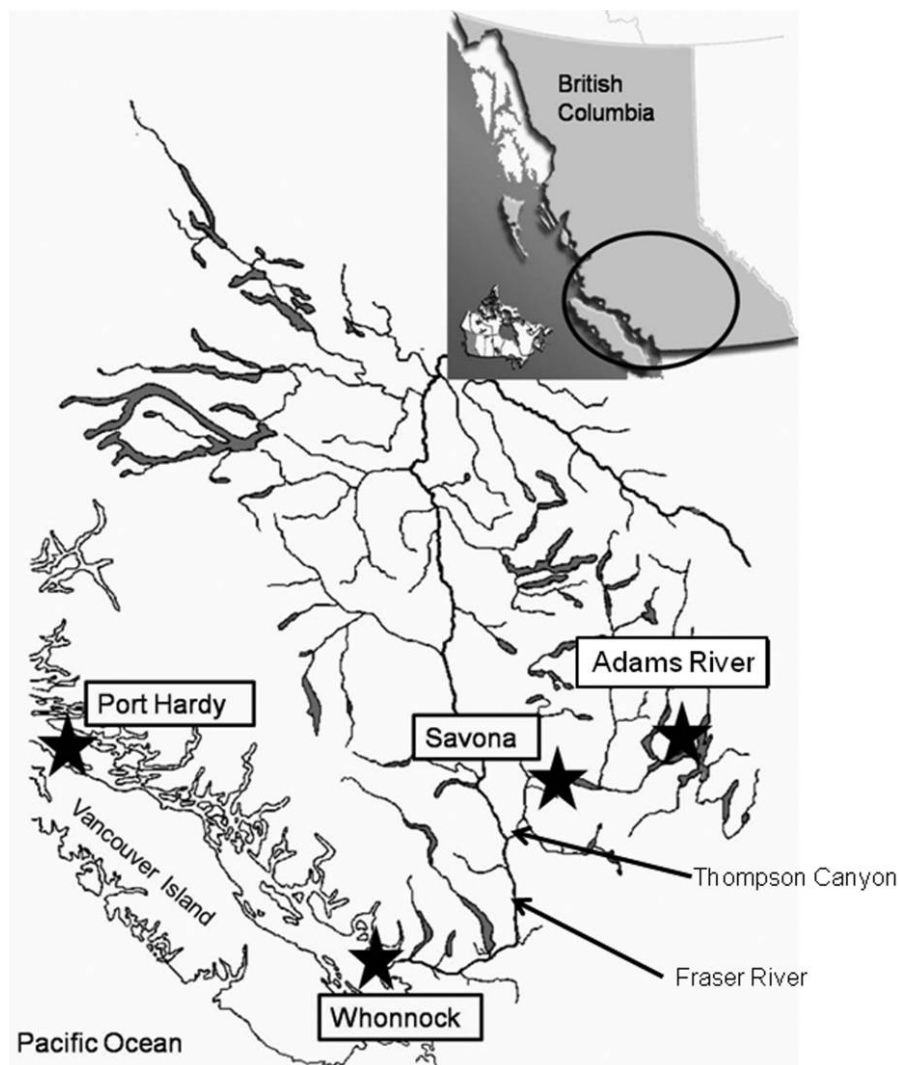 British
Columbia
Adams River
Port Hardy
Savona
Vancouver Island
Thompson Canyon
Fraser River
Whonnock
Pacific Ocean